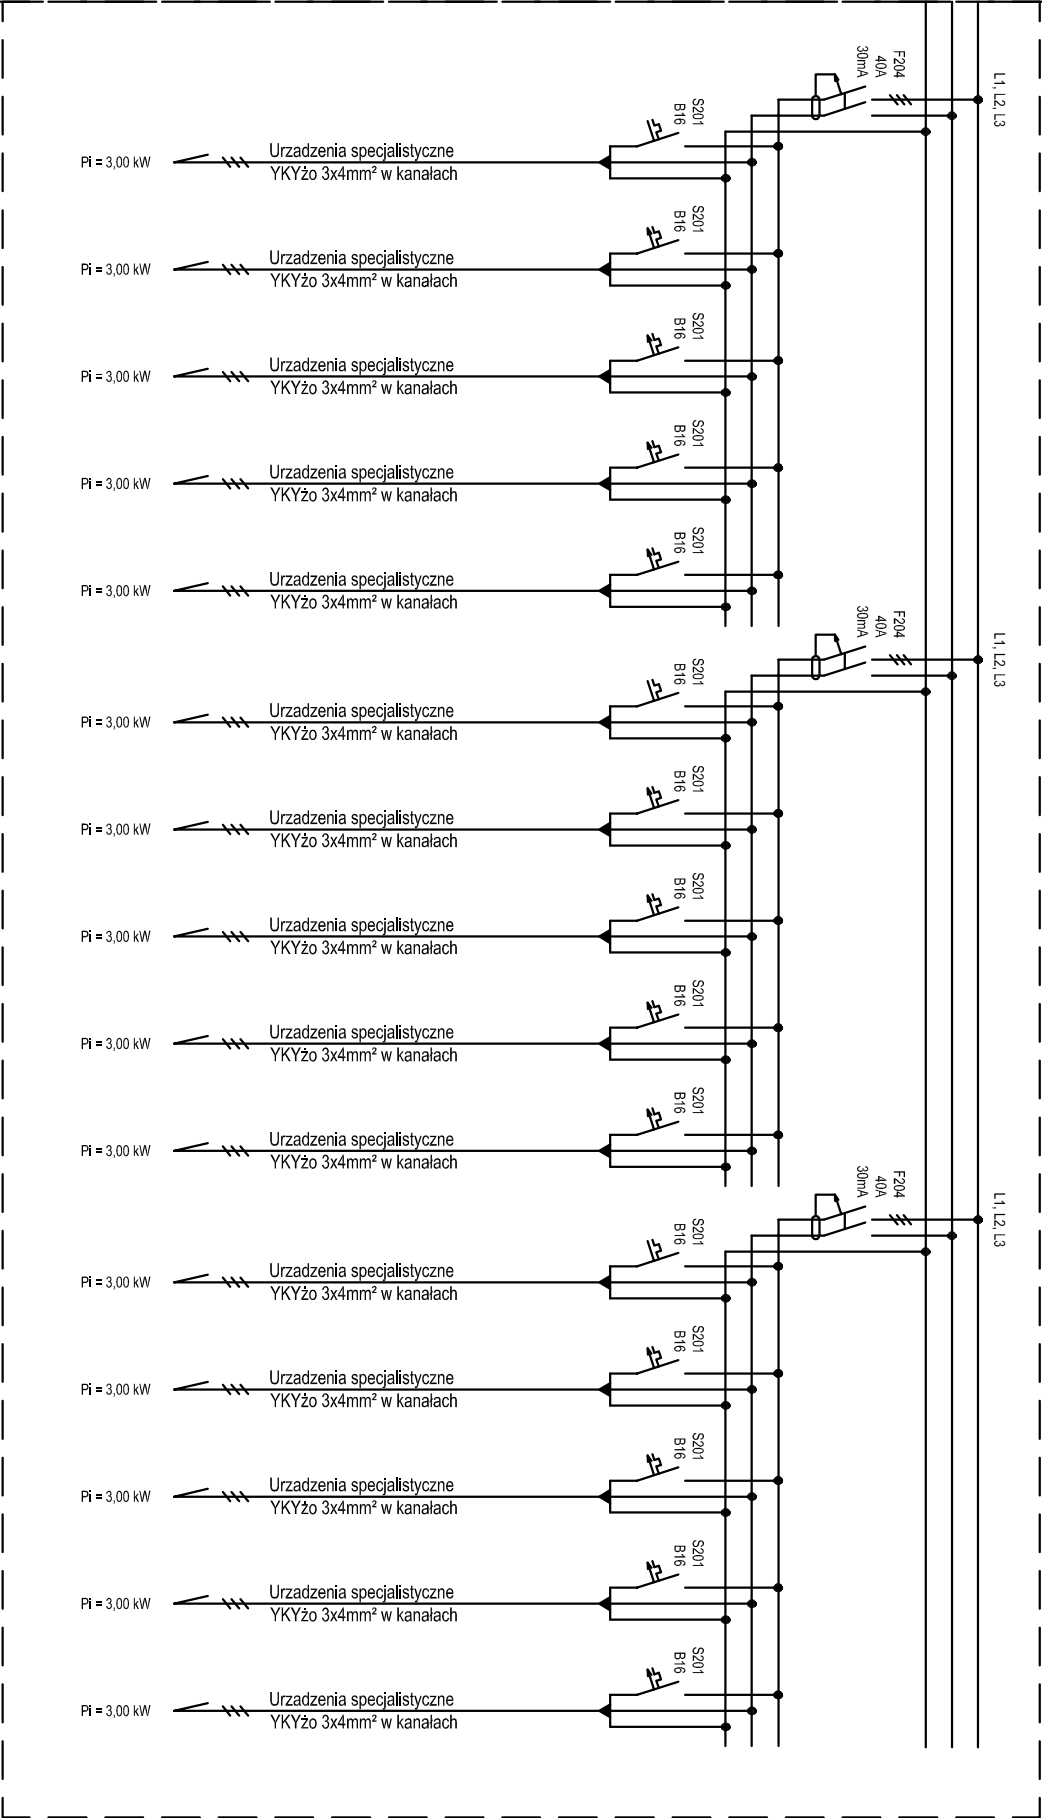 L1, L2, L3
F204
40A
30mA
S201
B16
Urzadzenia specjalistyczne
YKYżo 3x4mm² w kanałach
Pi = 3,00 kW
S201
B16
Urzadzenia specjalistyczne
YKYżo 3x4mm² w kanałach
Pi = 3,00 kW
S201
B16
Urzadzenia specjalistyczne
YKYżo 3x4mm² w kanałach
Pi = 3,00 kW
S201
B16
Urzadzenia specjalistyczne
YKYżo 3x4mm² w kanałach
Pi = 3,00 kW
S201
B16
Urzadzenia specjalistyczne
YKYżo 3x4mm² w kanałach
Pi = 3,00 kW
L1, L2, L3
F204
40A
30mA
S201
B16
Urzadzenia specjalistyczne
YKYżo 3x4mm² w kanałach
Pi = 3,00 kW
S201
B16
Urzadzenia specjalistyczne
YKYżo 3x4mm² w kanałach
Pi = 3,00 kW
S201
B16
Urzadzenia specjalistyczne
YKYżo 3x4mm² w kanałach
Pi = 3,00 kW
S201
B16
Urzadzenia specjalistyczne
YKYżo 3x4mm² w kanałach
Pi = 3,00 kW
S201
B16
Urzadzenia specjalistyczne
YKYżo 3x4mm² w kanałach
Pi = 3,00 kW
L1, L2, L3
F204
40A
30mA
S201
B16
Urzadzenia specjalistyczne
YKYżo 3x4mm² w kanałach
Pi = 3,00 kW
S201
B16
Urzadzenia specjalistyczne
YKYżo 3x4mm² w kanałach
Pi = 3,00 kW
S201
B16
Urzadzenia specjalistyczne
YKYżo 3x4mm² w kanałach
Pi = 3,00 kW
S201
B16
Urzadzenia specjalistyczne
YKYżo 3x4mm² w kanałach
Pi = 3,00 kW
S201
B16
Urzadzenia specjalistyczne
YKYżo 3x4mm² w kanałach
Pi = 3,00 kW